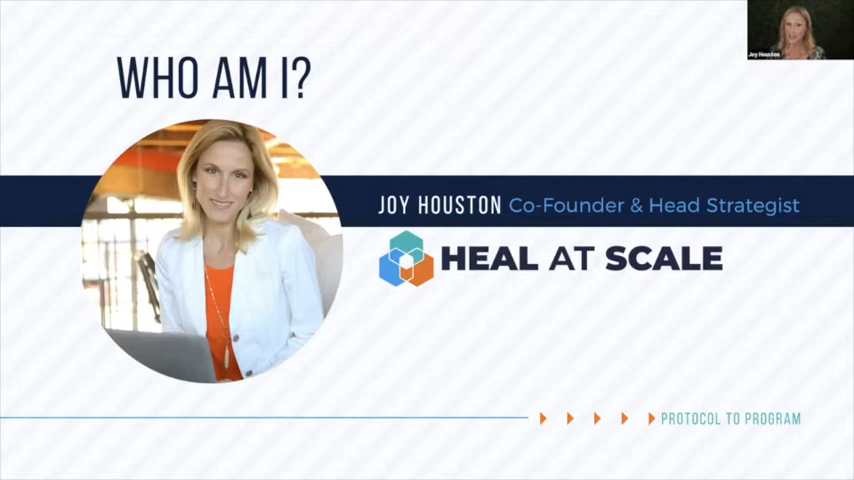 WHO AM I?
Joy Houston
JOY HOUSTON Co-Founder & Head Strategist
HEAL AT SCALE
PROTOCOL TO PROGRAM